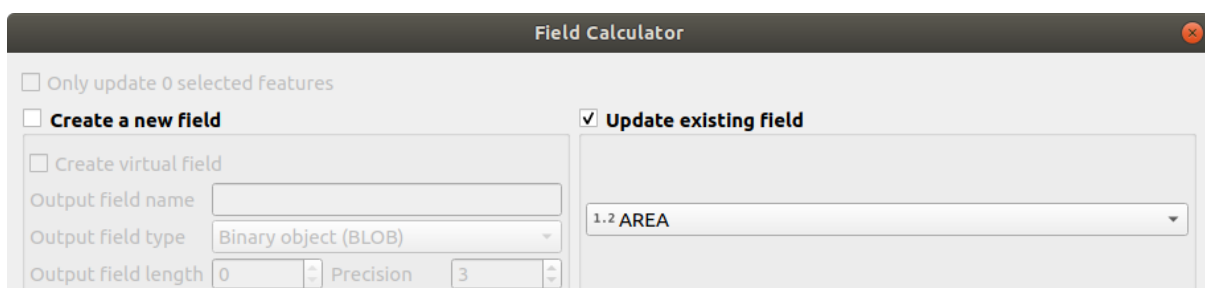 Field Calculator
Only update 0 selected features
Create a new field
Update existing field
Create virtual field
Output field name
1.2 AREA
Output field type Binary object (BLOB)
Output field length 0 Precision 3